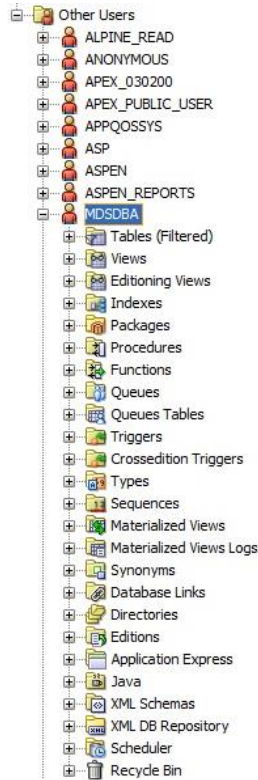 Other Users
ALPINE_READ
ANONYMOUS
APEX_030200
APEX_PUBLIC_USER
APPQOSSYS
ASP
ASPEN
ASPEN_REPORTS
MDSDBA
Tables (Filtered)
Views
Editioning Views
Indexes
Packages
Procedures
Functions
Queues
Queues Tables
Triggers
Crossedition Triggers
Types
Sequences
Materialized Views
Materialized Views Logs
Synonyms
Database Links
Directories
Editions
Application Express
Java
XML Schemas
XML DB Repository
Scheduler
Recycle Bin